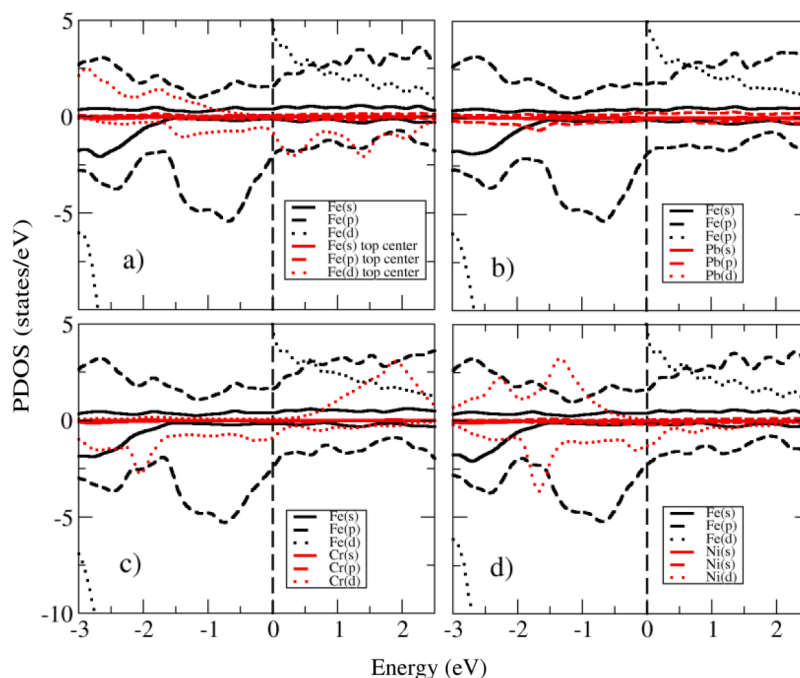 PDOS (states/eV)
5
0
-5
a)
Fe(s)
Fe(p)
Fe(d)
Fe(s) top center
Fe(p) top center
Fe(d) top center
b)
Fe(s)
Fe(p)
Fe(p)
Pb(s)
Pb(p)
Pb(d)
5
0
-5
-10
c)
Fe(s)
Fe(p)
Fe(d)
Cr(s)
Cr(p)
Cr(d)
d)
Fe(s)
Fe(p)
Fe(d)
Ni(s)
Ni(s)
Ni(d)
-3 -2 -1 0 1 2
-3 -2 -1 0 1 2
Energy (eV)